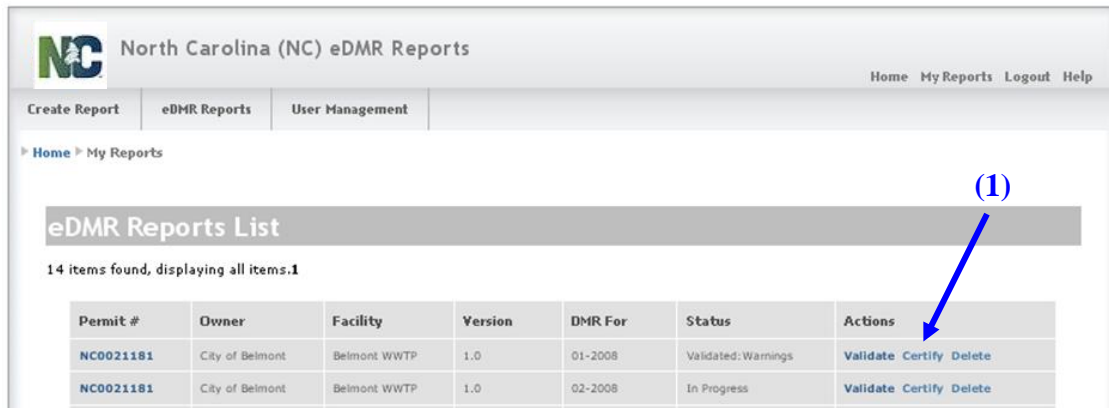 NC North Carolina (NC) eDMR Reports
Home My Reports Logout Help
Create Report eDMR Reports User Management
Home My Reports
(1)
eDMR Reports List
14 items found, displaying all items.1
Permit # Owner Facility Version DMR For Status Actions
NC0021181 City of Belmont Belmont WWTP 1.0 01-2008 Validated: Warnings Validate Certify Delete
NC0021181 City of Belmont Belmont WWTP 1.0 02-2008 In Progress Validate Certify Delete